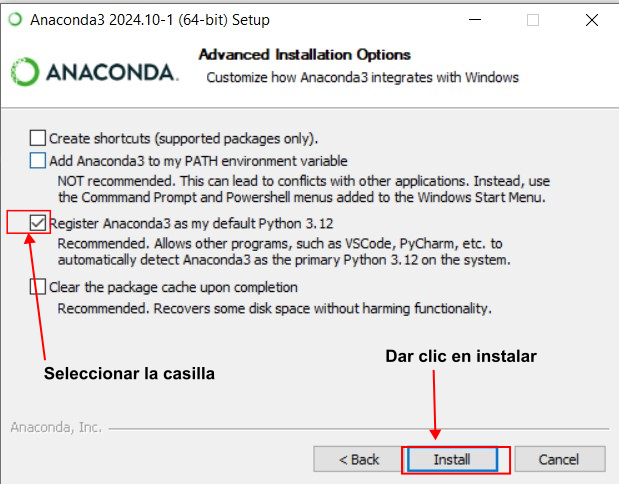 Anaconda3 2024.10-1 (64-bit) Setup
ANACONDA.
Advanced Installation Options
Customize how Anaconda3 integrates with Windows
Create shortcuts (supported packages only).
Add Anaconda3 to my PATH environment variable
NOT recommended. This can lead to conflicts with other applications. Instead, use
the Commmand Prompt and Powershell menus added to the Windows Start Menu.
Register Anaconda3 as my default Python 3.12
Recommended. Allows other programs, such as VSCode, PyCharm, etc. to
automatically detect Anaconda3 as the primary Python 3.12 on the system.
Clear the package cache upon completion
Recommended. Recovers some disk space without harming functionality.
Seleccionar la casilla
Dar clic en instalar
Anaconda, Inc.
< Back
Install
Cancel